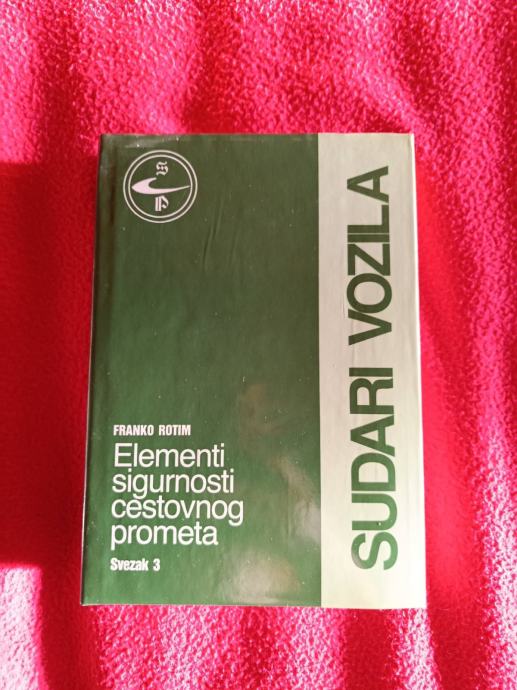 FRANKO ROTIM
Elementi
sigurnosti
cestovnog
prometa
Svezak 3
SUDARI VOZILA